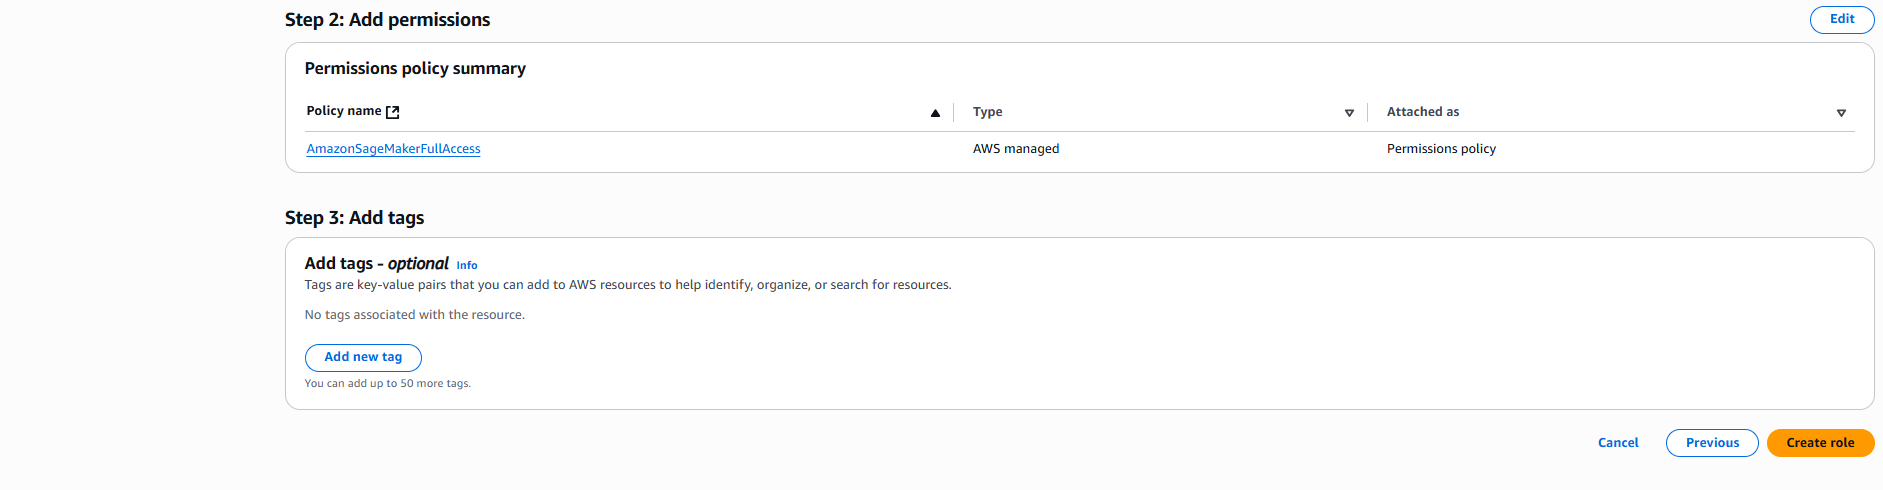 Step 2: Add permissions
Edit
Permissions policy summary
Policy name Type Attached as
AmazonSageMakerFullAccess AWS managed Permissions policy
Step 3: Add tags
Add tags - optional Info
Tags are key-value pairs that you can add to AWS resources to help identify, organize, or search for resources.
No tags associated with the resource.
Add new tag
You can add up to 50 more tags.
Cancel Previous Create role